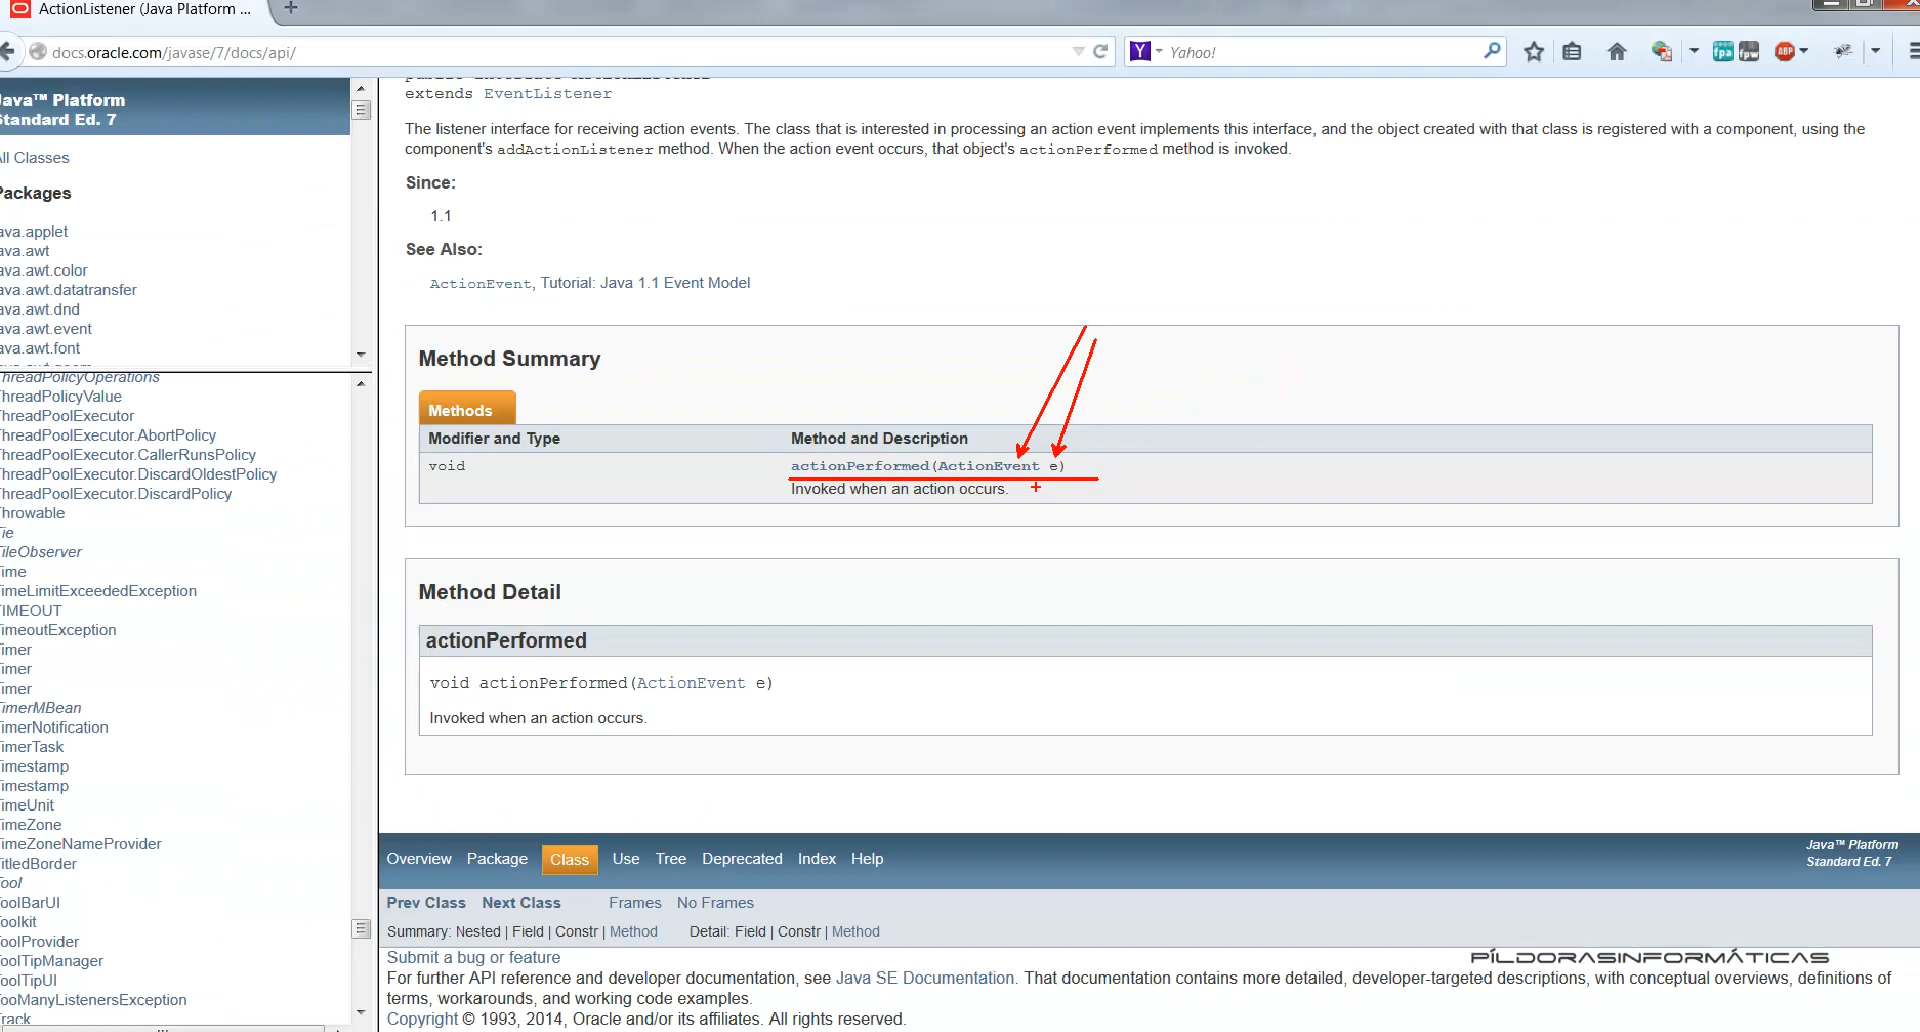 ActionListener (Java Platform ...
docs.oracle.com/javase/7/docs/api/
Yahoo!
fpa
fpw
ABP
Java™ Platform
Standard Ed. 7
All Classes
Packages
java.applet
java.awt
java.awt.color
java.awt.datatransfer
java.awt.dnd
java.awt.event
java.awt.font
ThreadPolicyOperations
ThreadPolicyValue
ThreadPoolExecutor
ThreadPoolExecutor.AbortPolicy
ThreadPoolExecutor.CallerRunsPolicy
ThreadPoolExecutor.DiscardOldestPolicy
ThreadPoolExecutor.DiscardPolicy
Throwable
Tie
TileObserver
Time
TimeLimitExceededException
TIMEOUT
TimeoutException
Timer
Timer
Timer
TimerMBean
TimerNotification
TimerTask
Timestamp
Timestamp
TimeUnit
TimeZone
TimeZoneNameProvider
TitledBorder
Tool
ToolBarUI
Toolkit
ToolProvider
ToolTipManager
ToolTipUI
TooManyListenersException
Track
public interface ActionListener
extends EventListener
The listener interface for receiving action events. The class that is interested in processing an action event implements this interface, and the object created with that class is registered with a component, using the
component's addActionListener method. When the action event occurs, that object's actionPerformed method is invoked.
Since:
1.1
See Also:
ActionEvent, Tutorial: Java 1.1 Event Model
Method Summary
Methods
Modifier and Type Method and Description
void actionPerformed(ActionEvent e)
Invoked when an action occurs.
Method Detail
actionPerformed
void actionPerformed(ActionEvent e)
Invoked when an action occurs.
Overview Package Class Use Tree Deprecated Index Help
Java™ Platform
Standard Ed. 7
Prev Class Next Class Frames No Frames
Summary: Nested | Field | Constr | Method Detail: Field | Constr | Method
Submit a bug or feature
PÍLDORASINFORMÁTICAS
For further API reference and developer documentation, see Java SE Documentation. That documentation contains more detailed, developer-targeted descriptions, with conceptual overviews, definitions of
terms, workarounds, and working code examples.
Copyright © 1993, 2014, Oracle and/or its affiliates. All rights reserved.